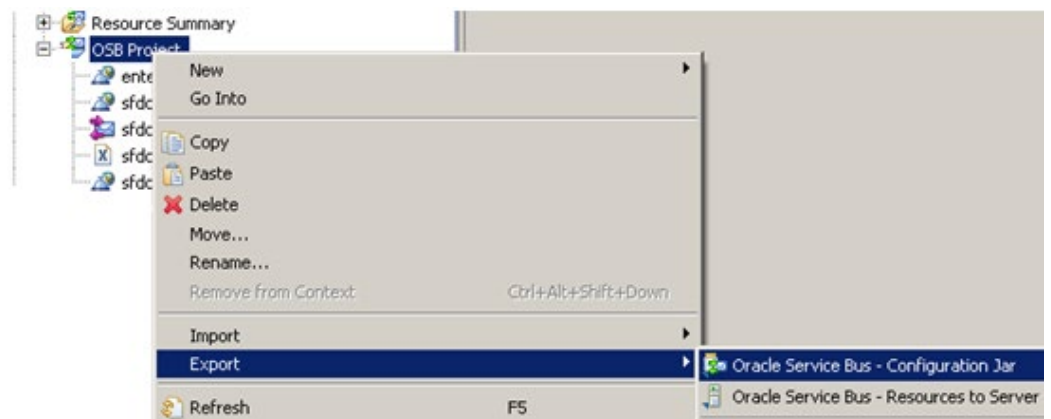 Resource Summary
OSB Project
ente
sfdc
sfdc
sfdc
sfdc
New
Go Into
Copy
Paste
Delete
Move...
Rename...
Remove from Context Ctrl+Alt+Shift+Down
Import
Export
Oracle Service Bus - Configuration Jar
Oracle Service Bus - Resources to Server
Refresh F5